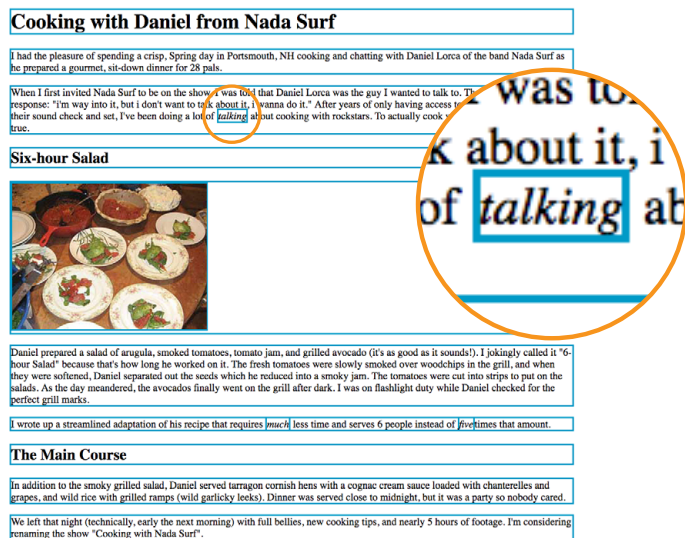 Cooking with Daniel from Nada Surf
I had the pleasure of spending a crisp, Spring day in Portsmouth, NH cooking and chatting with Daniel Lorca of the band Nada Surf as
he prepared a gourmet, sit-down dinner for 28 pals.
When I first invited Nada Surf to be on the show, I was told that Daniel Lorca was the guy I wanted to talk to. Th
response: "i'm way into it, but i don't want to talk about it, i wanna do it." After years of only having access to
their sound check and set, I've been doing a lot of talking about cooking with rockstars. To actually cook
true.
Six-hour Salad
Daniel prepared a salad of arugula, smoked tomatoes, tomato jam, and grilled avocado (it's as good as it sounds!). I jokingly called it "6-
hour Salad" because that's how long he worked on it. The fresh tomatoes were slowly smoked over woodchips in the grill, and when
they were softened, Daniel separated out the seeds which he reduced into a smoky jam. The tomatoes were cut into strips to put on the
salads. As the day meandered, the avocados finally went on the grill after dark. I was on flashlight duty while Daniel checked for the
perfect grill marks.
I wrote up a streamlined adaptation of his recipe that requires much less time and serves 6 people instead of five times that amount.
The Main Course
In addition to the smoky grilled salad, Daniel served tarragon cornish hens with a cognac cream sauce loaded with chanterelles and
grapes, and wild rice with grilled ramps (wild garlicky leeks). Dinner was served close to midnight, but it was a party so nobody cared.
We left that night (technically, early the next morning) with full bellies, new cooking tips, and nearly 5 hours of footage. I'm considering
renaming the show "Cooking with Nada Surf".
I was tol
k about it, i
of talking ab